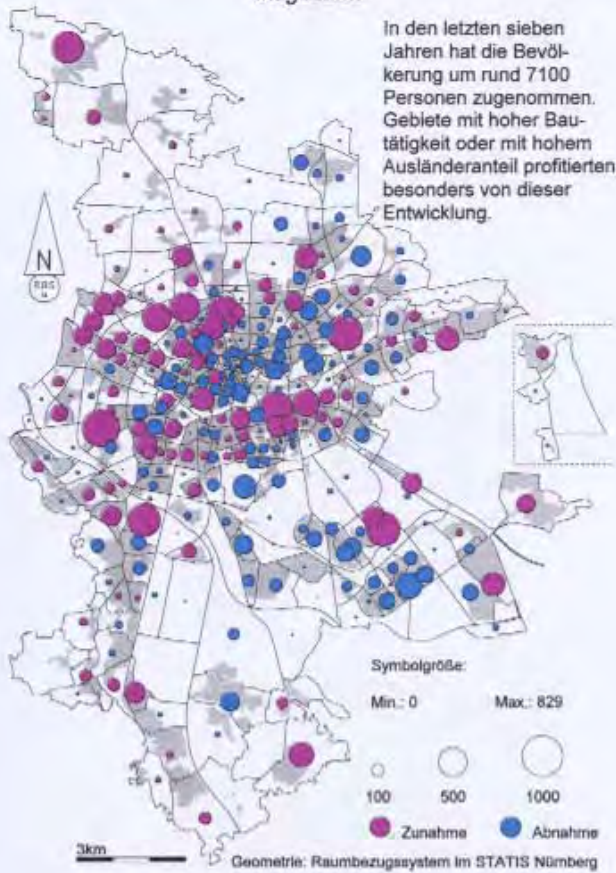 In den letzten sieben
Jahren hat die Bevöl-
kerung um rund 7100
Personen zugenommen.
Gebiete mit hoher Bau-
tätigkeit oder mit hohem
Ausländeranteil profitierten
besonders von dieser
Entwicklung.
N
Symbolgröße:
Min.: 0 Max.: 829
100 500 1000
Zunahme Abnahme
3km
Geometrie: Raumbezugssystem im STATIS Nürnberg